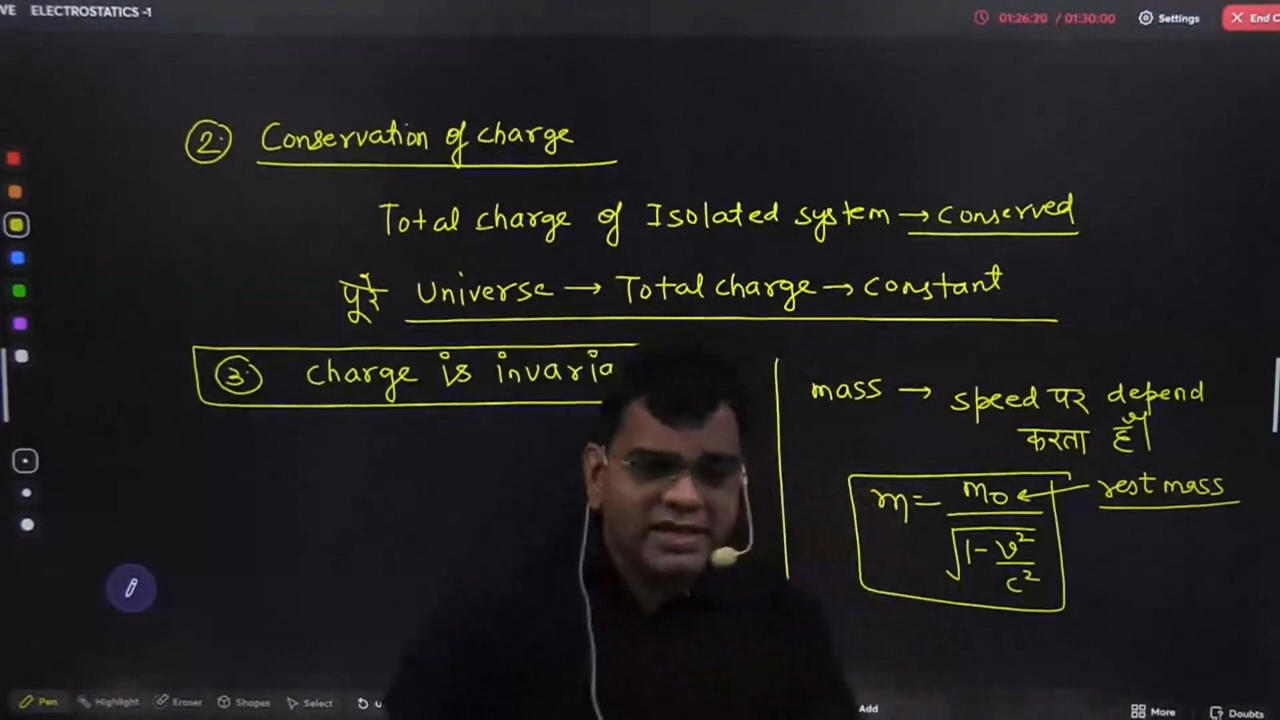 VE ELECTROSTATICS -1
01:26:20 / 01:30:00
Settings
End C
2. Conservation of charge
Total charge of Isolated system → conserved
पूरे Universe → Total charge → constant
3. charge is invaria
mass → speed पर depend
करता है।
m = m₀ / √(1 - v²/c²) ← rest mass
Pen Highlight Eraser Shapes Select U
Add
More Doubts